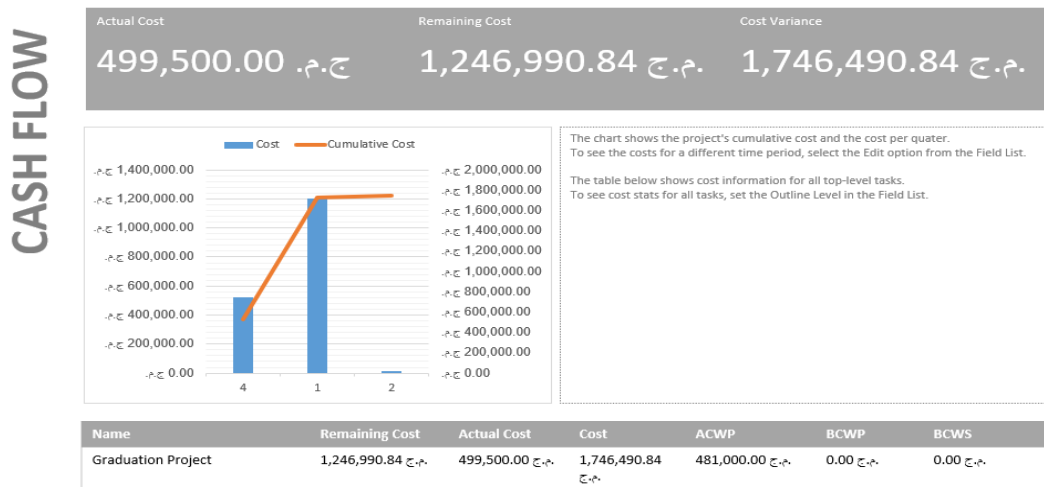 CASH FLOW
Actual Cost
499,500.00 ج.م.
Remaining Cost
1,246,990.84 ج.م.
Cost Variance
1,746,490.84 ج.م.
Cost
Cumulative Cost
ج.م. 1,400,000.00
ج.م. 1,200,000.00
ج.م. 1,000,000.00
ج.م. 800,000.00
ج.م. 600,000.00
ج.م. 400,000.00
ج.م. 200,000.00
ج.م. 0.00
ج.م. 2,000,000.00
ج.م. 1,800,000.00
ج.م. 1,600,000.00
ج.م. 1,400,000.00
ج.م. 1,200,000.00
ج.م. 1,000,000.00
ج.م. 800,000.00
ج.م. 600,000.00
ج.م. 400,000.00
ج.م. 200,000.00
ج.م. 0.00
4 1 2
The chart shows the project's cumulative cost and the cost per quater.
To see the costs for a different time period, select the Edit option from the Field List.
The table below shows cost information for all top-level tasks.
To see cost stats for all tasks, set the Outline Level in the Field List.
Name Remaining Cost Actual Cost Cost ACWP BCWP BCWS
Graduation Project 1,246,990.84 ج.م. 499,500.00 ج.م. 1,746,490.84 ج.م. 481,000.00 ج.م. 0.00 ج.م. 0.00 ج.م.